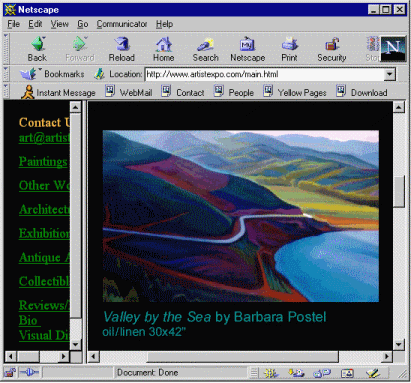 Netscape
File Edit View Go Communicator Help
Back Forward Reload Home Search Netscape Print Security Stop
Bookmarks Location: http://www.artistexpo.com/main.html
Instant Message WebMail Contact People Yellow Pages Download
Contact U
art@artist
Paintings
Other Wo
Architectu
Exhibition
Antique A
Collectibl
Reviews/
Bio
Visual Di
Valley by the Sea by Barbara Postel
oil/linen 30x42"
Document: Done